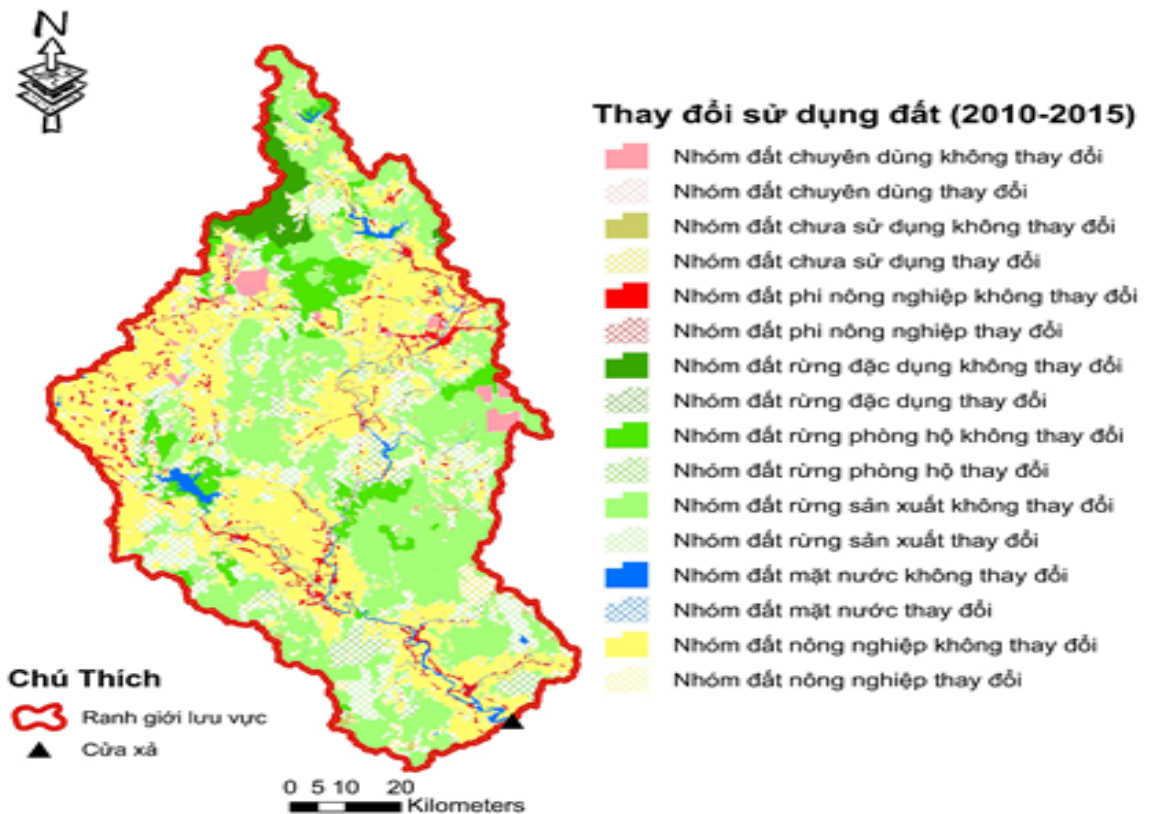 N
Thay đổi sử dụng đất (2010-2015)
Nhóm đất chuyên dùng không thay đổi
Nhóm đất chuyên dùng thay đổi
Nhóm đất chưa sử dụng không thay đổi
Nhóm đất chưa sử dụng thay đổi
Nhóm đất phi nông nghiệp không thay đổi
Nhóm đất phi nông nghiệp thay đổi
Nhóm đất rừng đặc dụng không thay đổi
Nhóm đất rừng đặc dụng thay đổi
Nhóm đất rừng phòng hộ không thay đổi
Nhóm đất rừng phòng hộ thay đổi
Nhóm đất rừng sản xuất không thay đổi
Nhóm đất rừng sản xuất thay đổi
Nhóm đất mặt nước không thay đổi
Nhóm đất mặt nước thay đổi
Nhóm đất nông nghiệp không thay đổi
Nhóm đất nông nghiệp thay đổi
Chú Thích
Ranh giới lưu vực
Cửa xả
0 5 10 20
Kilometers